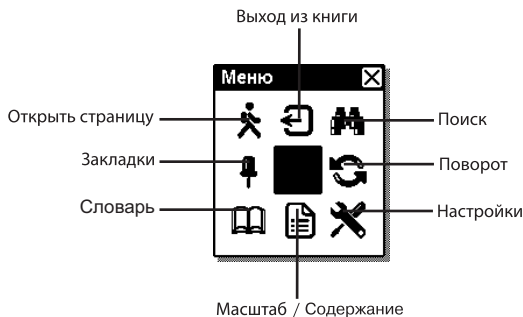 Выход из книги
Меню
Открыть страницу
Поиск
Закладки
Поворот
Словарь
Настройки
Масштаб / Содержание